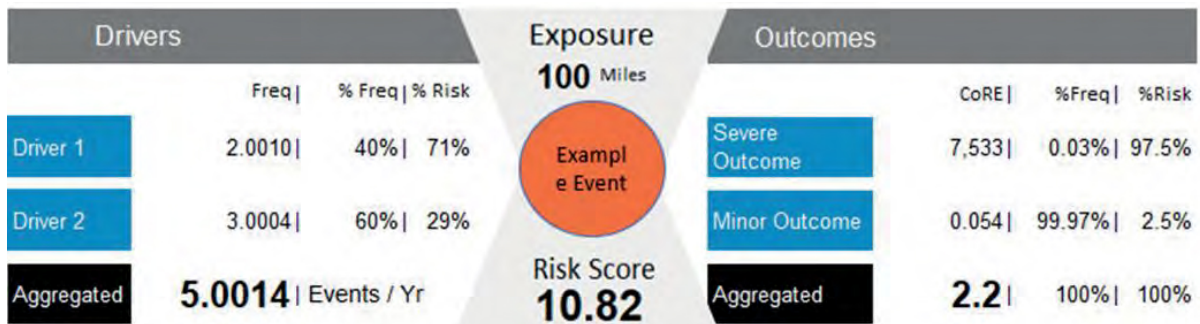 Drivers
Exposure
Outcomes
100 Miles
Freq| % Freq| % Risk
CoRE| %Freq| %Risk
Driver 1 2.0010| 40%| 71%
Exampl
e Event
Severe
Outcome 7,533| 0.03%| 97.5%
Driver 2 3.0004| 60%| 29%
Minor Outcome 0.054| 99.97%| 2.5%
Risk Score
Aggregated 5.0014| Events / Yr
10.82
Aggregated 2.2| 100%| 100%